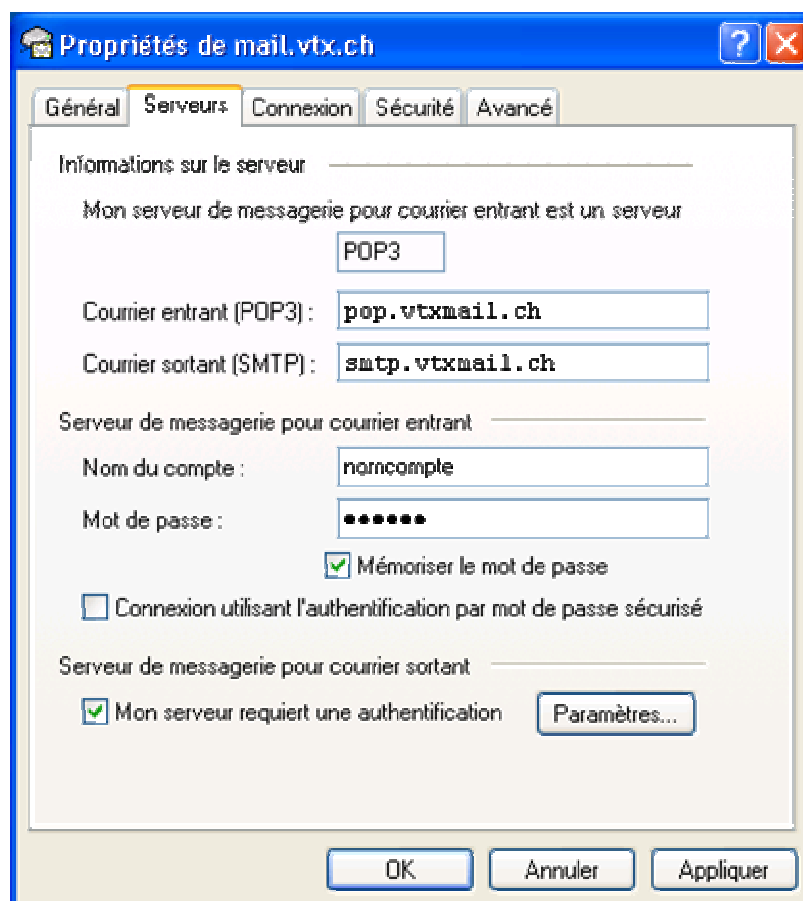 Propriétés de mail.vtx.ch
?
Général Serveurs Connexion Sécurité Avancé
Informations sur le serveur
Mon serveur de messagerie pour courrier entrant est un serveur
POP3
Courrier entrant (POP3) : pop.vtxmail.ch
Courrier sortant (SMTP) : smtp.vtxmail.ch
Serveur de messagerie pour courrier entrant
Nom du compte : nomcomple
Mot de passe : ●●●●●●
Mémoriser le mot de passe
Connexion utilisant l'authentification par mot de passe sécurisé
Serveur de messagerie pour courrier sortant
Mon serveur requiert une authentification Paramètres...
OK Annuler Appliquer